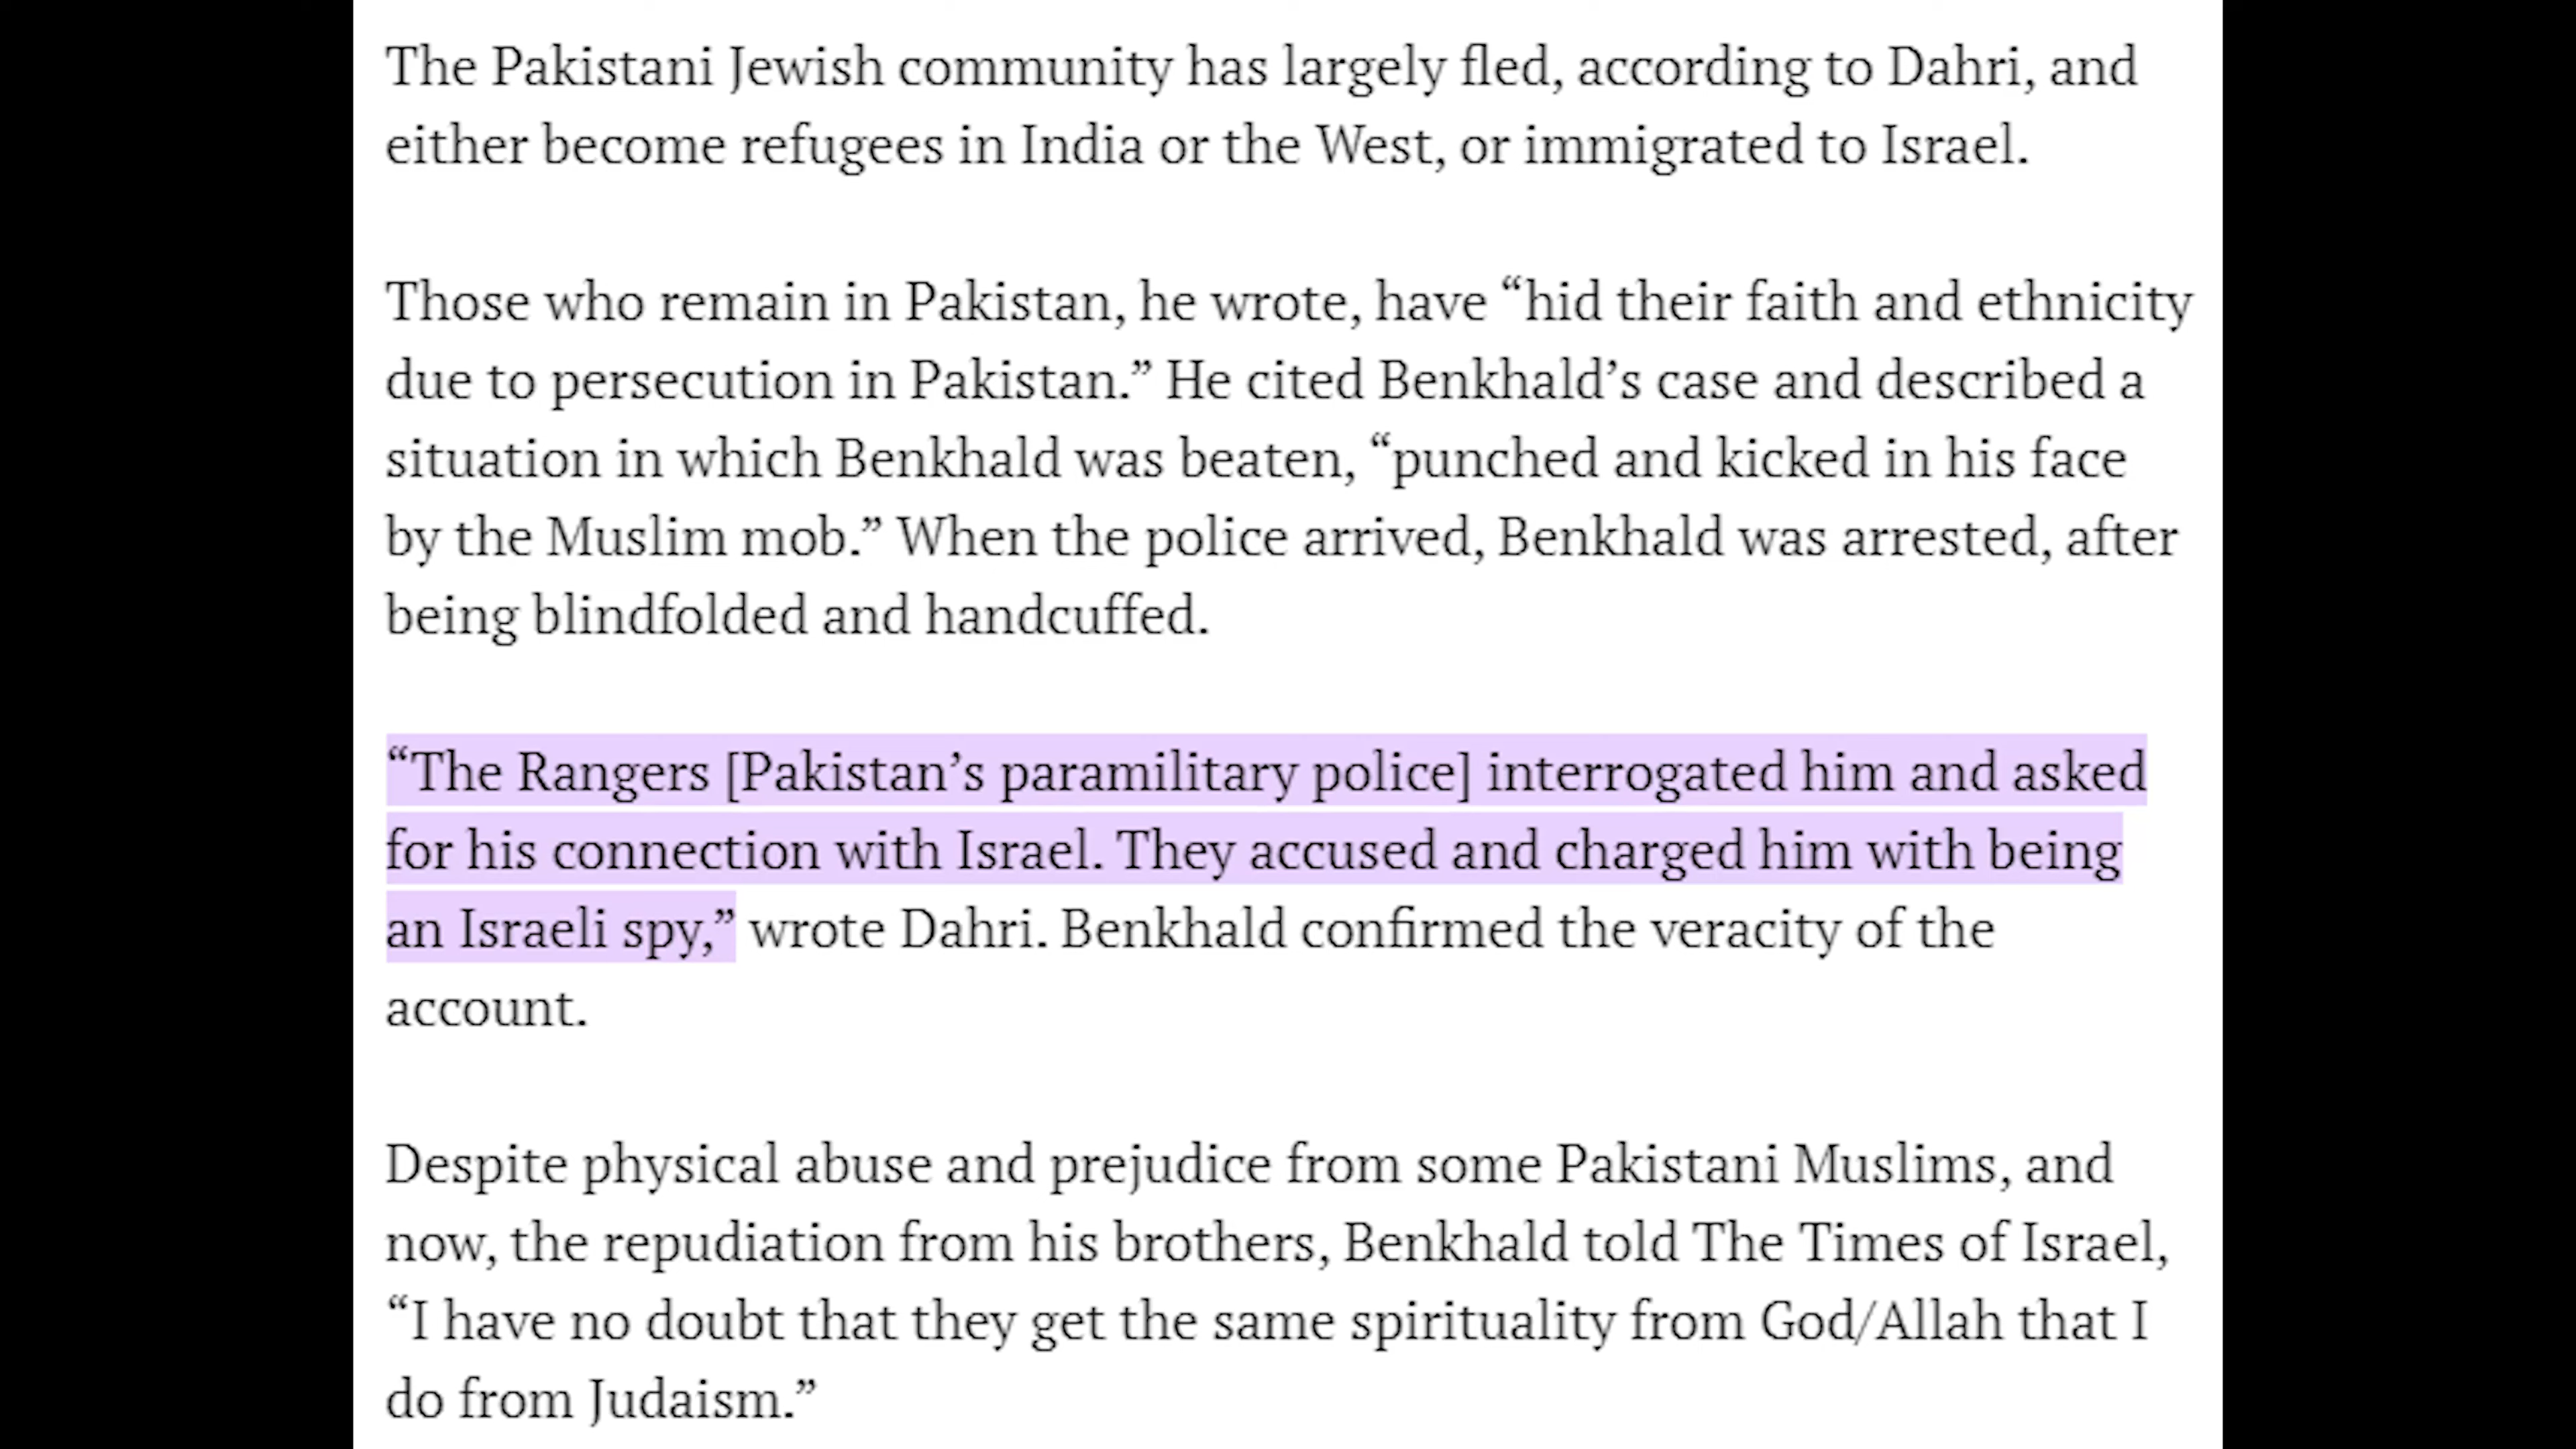 The Pakistani Jewish community has largely fled, according to Dahri, and
either become refugees in India or the West, or immigrated to Israel.
Those who remain in Pakistan, he wrote, have “hid their faith and ethnicity
due to persecution in Pakistan.” He cited Benkhald’s case and described a
situation in which Benkhald was beaten, “punched and kicked in his face
by the Muslim mob.” When the police arrived, Benkhald was arrested, after
being blindfolded and handcuffed.
“The Rangers [Pakistan’s paramilitary police] interrogated him and asked
for his connection with Israel. They accused and charged him with being
an Israeli spy,” wrote Dahri. Benkhald confirmed the veracity of the
account.
Despite physical abuse and prejudice from some Pakistani Muslims, and
now, the repudiation from his brothers, Benkhald told The Times of Israel,
“I have no doubt that they get the same spirituality from God/Allah that I
do from Judaism.”